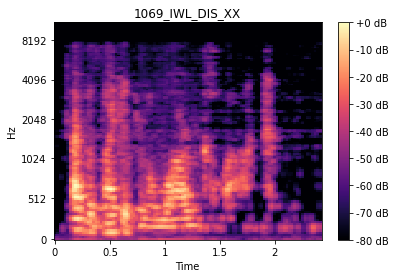 1069_IWL_DIS_XX
+0 dB
8192
-10 dB
4096
-20 dB
-30 dB
2048
Hz
-40 dB
1024
-50 dB
512
-60 dB
-70 dB
0
-80 dB
0
0.5
1
1.5
2
Time